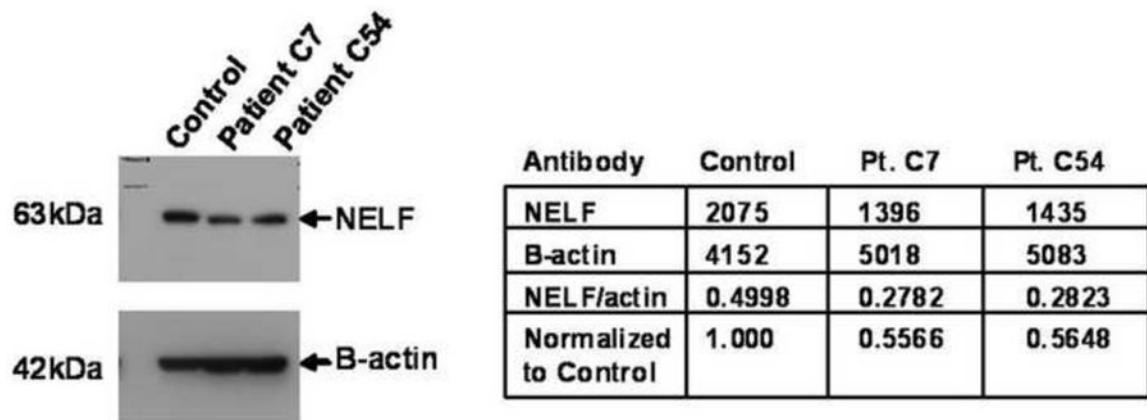 Control
Patient C7
Patient C54
63kDa
NELF
42kDa
B-actin
Antibody Control Pt. C7 Pt. C54
NELF 2075 1396 1435
B-actin 4152 5018 5083
NELF/actin 0.4998 0.2782 0.2823
Normalized 1.000 0.5566 0.5648
to Control